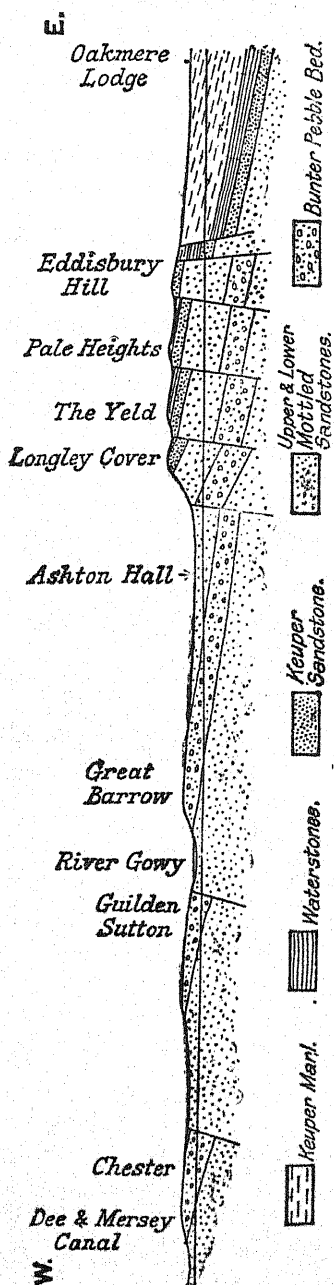 W.
E.
Dee & Mersey
Canal
Chester
Guilden
Sutton
River Gowy
Great
Barrow
Ashton Hall
Longley Cover
The Yeld
Pale Heights
Eddisbury
Hill
Oakmere
Lodge
Keuper Marl.
Waterstones.
Keuper
Sandstone.
Upper & Lower
Mottled
Sandstones.
Bunter Pebble Bed.